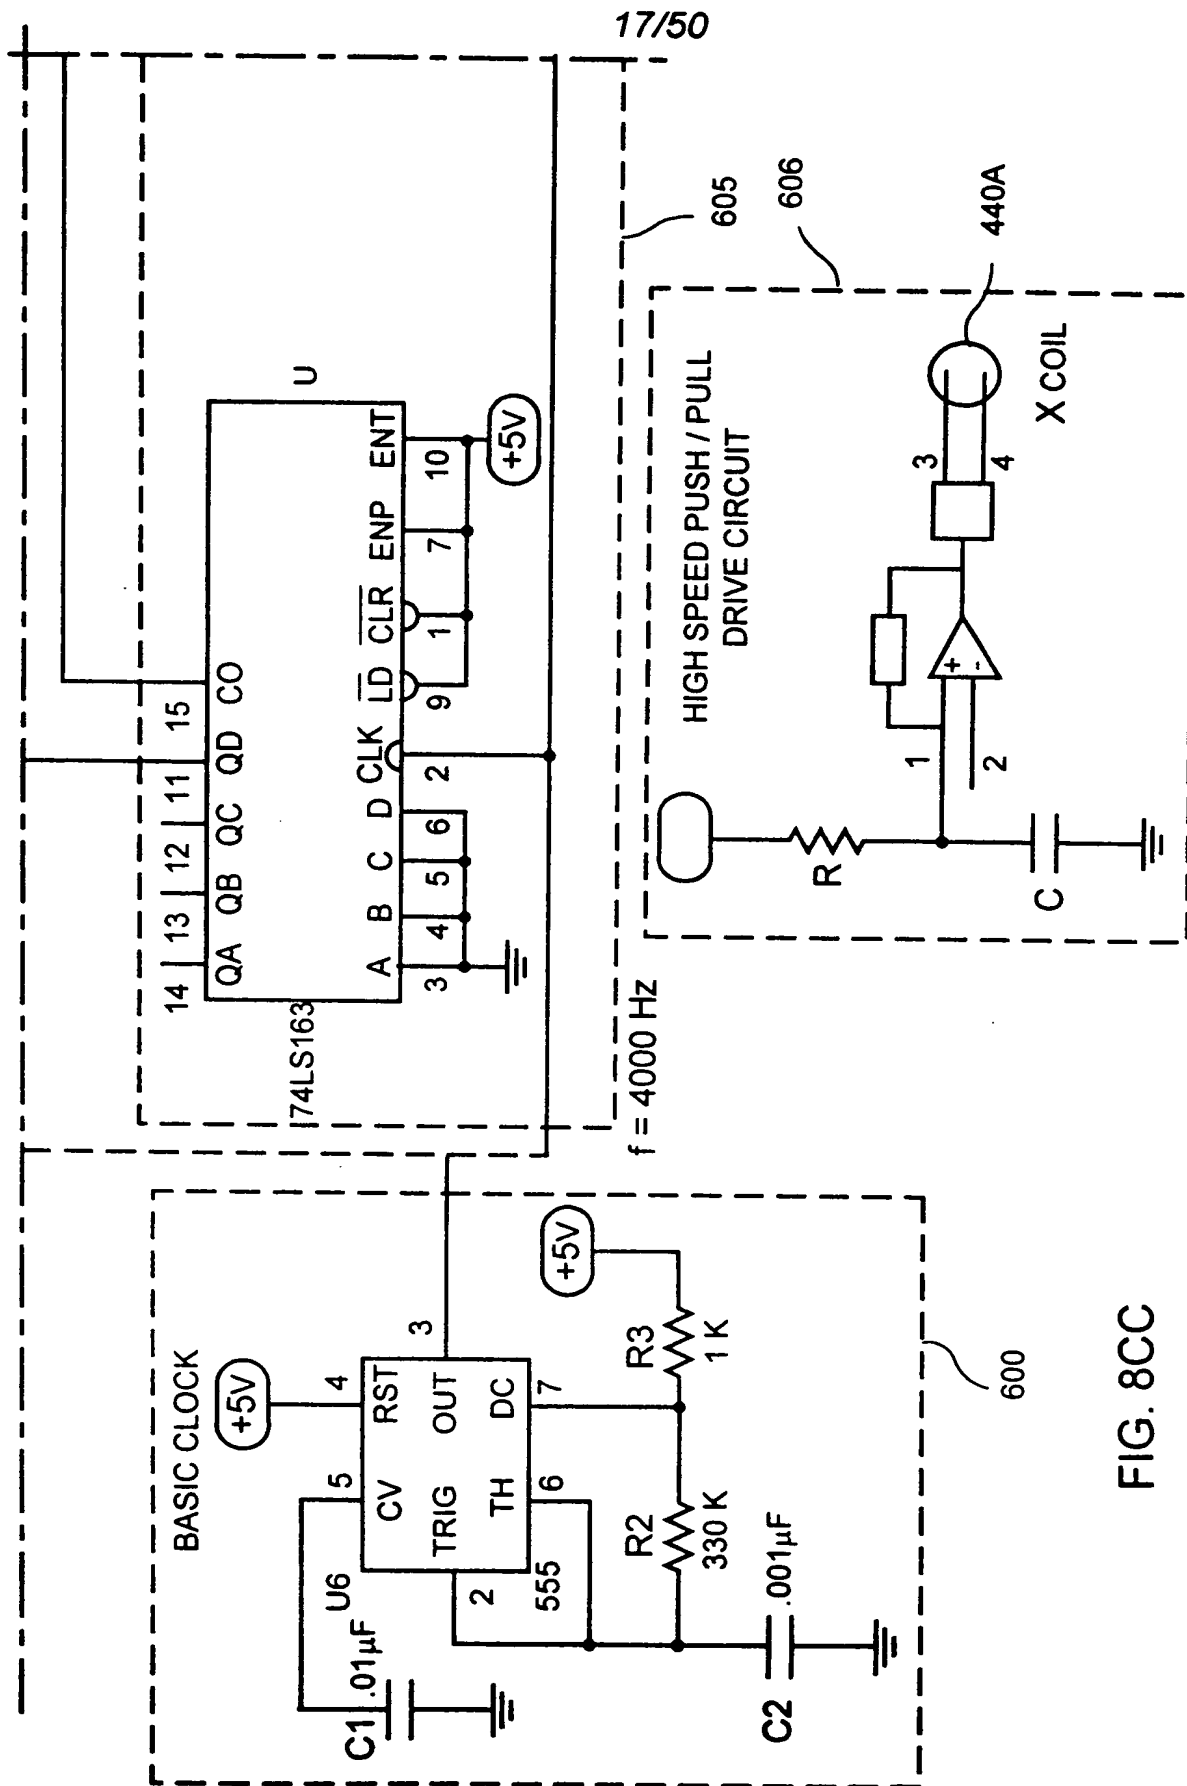 17/50
BASIC CLOCK
+5V
4
5
3
CV
RST
TRIG
OUT
TH
DC
U6
2
555
6
7
C1
.01µF
+5V
R2
330 K
R3
1 K
C2
.001µF
600
74LS163
U
14
13
12
11
15
QA
QB
QC
QD
CO
A
B
C
D
CLK
LD
CLR
ENP
ENT
3
4
5
6
2
9
1
7
10
+5V
605
f = 4000 Hz
606
HIGH SPEED PUSH / PULL
DRIVE CIRCUIT
R
C
1
2
+
-
3
4
X COIL
440A
FIG. 8CC